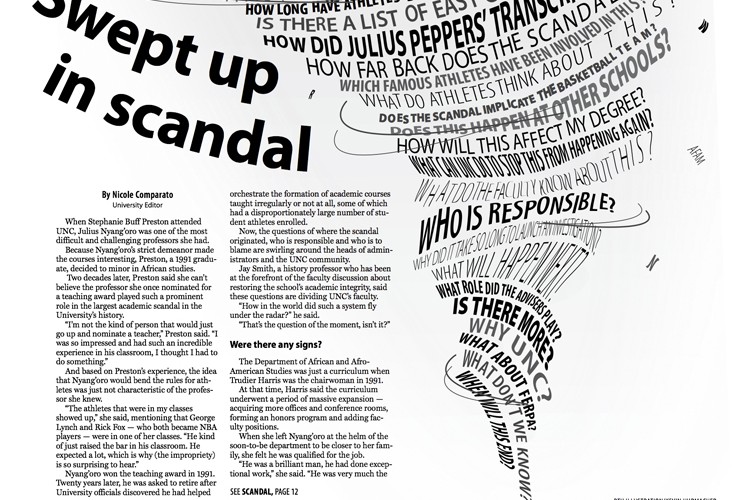 Swept up
in scandal
HOW LONG HAVE ATHLETES
IS THERE A LIST OF EASY
HOW DID JULIUS PEPPERS' TRANSCRI
HOW FAR BACK DOES THE SCANDAL
WHICH FAMOUS ATHLETES HAVE BEEN INVOLVED IN THIS?
WHAT DO ATHLETES THINK ABOUT THIS?
DOES THE SCANDAL IMPLICATE THE BASKETBALL TEAM?
DOES THIS HAPPEN AT OTHER SCHOOLS?
HOW WILL THIS AFFECT MY DEGREE?
WHAT CAN UNC DO TO STOP THIS FROM HAPPENING AGAIN?
AFAM
WHAT DO THE FACULTY KNOW ABOUT THIS?
WHO IS RESPONSIBLE?
WHY DID IT TAKE SO LONG TO LAUNCH AN INVESTIGATION?
N
WHAT WILL HAPPEN NEXT?
WHAT ROLE DID THE ADVISERS PLAY?
IS THERE MORE?
WHY UNC?
WHAT ABOUT FERPA?
WHAT DON'T WE KNOW?
WHEN WILL THIS END?
By Nicole Comparato
University Editor
When Stephanie Buff Preston attended
UNC, Julius Nyang'oro was one of the most
difficult and challenging professors she had.
Because Nyang'oro's strict demeanor made
the courses interesting, Preston, a 1991 gradu-
ate, decided to minor in African studies.
Two decades later, Preston said she can't
believe the professor she once nominated for
a teaching award played such a prominent
role in the largest academic scandal in the
University's history.
“I'm not the kind of person that would just
go up and nominate a teacher,” Preston said. “I
was so impressed and had such an incredible
experience in his classroom, I thought I had to
do something.”
And based on Preston's experience, the idea
that Nyang'oro would bend the rules for ath-
letes was just not characteristic of the profes-
sor she knew.
“The athletes that were in my classes
showed up,” she said, mentioning that George
Lynch and Rick Fox — who both became NBA
players — were in one of her classes. “He kind
of just raised the bar in his classroom. He
expected a lot, which is why (the impropriety)
is so surprising to hear.”
Nyang'oro won the teaching award in 1991.
Twenty years later, he was asked to retire after
University officials discovered he had helped
orchestrate the formation of academic courses
taught irregularly or not at all, some of which
had a disproportionately large number of stu-
dent athletes enrolled.
Now, the questions of where the scandal
originated, who is responsible and who is to
blame are swirling around the heads of admin-
istrators and the UNC community.
Jay Smith, a history professor who has been
at the forefront of the faculty discussion about
restoring the school's academic integrity, said
these questions are dividing UNC's faculty.
“How in the world did such a system fly
under the radar?” he said.
“That's the question of the moment, isn't it?”
Were there any signs?
The Department of African and Afro-
American Studies was just a curriculum when
Trudier Harris was the chairwoman in 1991.
At that time, Harris said the curriculum
underwent a period of massive expansion —
acquiring more offices and conference rooms,
forming an honors program and adding fac-
ulty positions.
When she left Nyang'oro at the helm of the
soon-to-be department to be closer to her fam-
ily, she felt he was qualified for the job.
“He was a brilliant man, he had done excep-
tional work,” she said. “He was very much the
SEE SCANDAL, PAGE 12